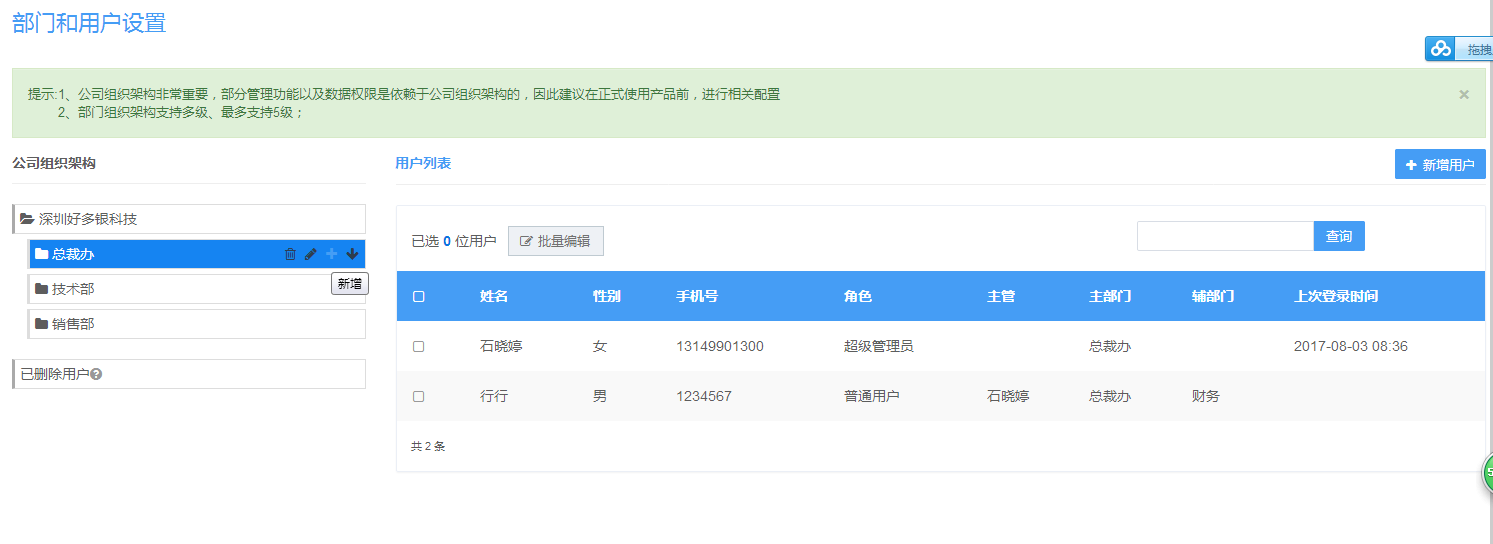 部门和用户设置
拖拽
提示:1、公司组织架构非常重要，部分管理功能以及数据权限是依赖于公司组织架构的，因此建议在正式使用产品前，进行相关配置
2、部门组织架构支持多级、最多支持5级；
×
公司组织架构
用户列表
+ 新增用户
深圳好多银科技
总裁办
新增
技术部
销售部
已删除用户?
已选 0 位用户
批量编辑
查询
姓名 性别 手机号 角色 主管 主部门 辅部门 上次登录时间
石晓婷 女 13149901300 超级管理员 总裁办 2017-08-03 08:36
行行 男 1234567 普通用户 石晓婷 总裁办 财务
共 2 条